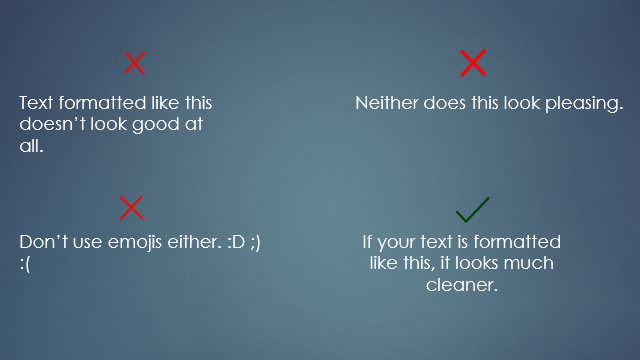 Text formatted like this
doesn't look good at
all.
Neither does this look pleasing.
Don't use emojis either. :D ;)
:(
If your text is formatted
like this, it looks much
cleaner.